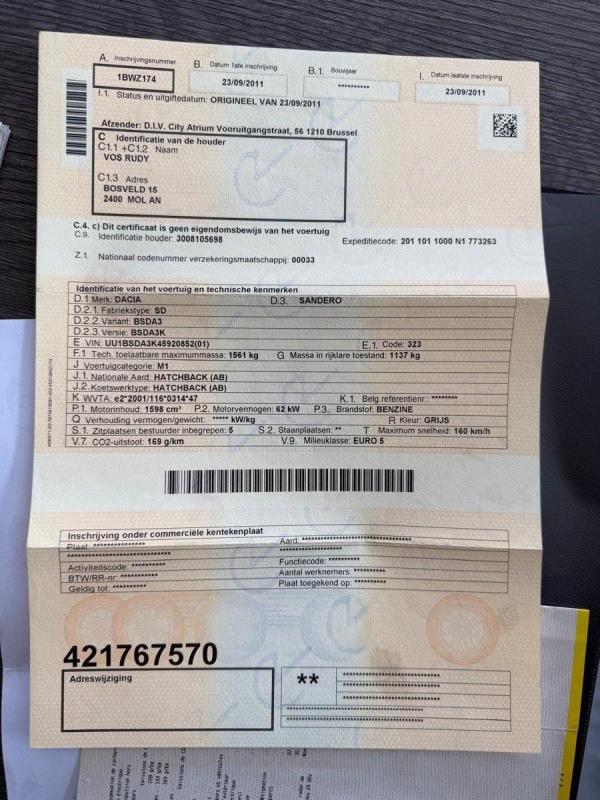 A. Inschrijvingsnummer B. Datum 1ste inschrijving B.1. Bouwjaar I. Datum laatste inschrijving
1BWZ174 23/09/2011 ********** 23/09/2011
I.1. Status en uitgiftedatum: ORIGINEEL VAN 23/09/2011
Afzender: D.I.V. City Atrium Vooruitgangstraat, 56 1210 Brussel
C Identificatie van de houder
C1.1 +C1.2 Naam
VOS RUDY
C1.3 Adres
BOSVELD 15
2400 MOL AN
C.4. c) Dit certificaat is geen eigendomsbewijs van het voertuig
C.9. Identificatie houder: 3008105698 Expeditiecode: 201 101 1000 N1 773263
Z.1. Nationaal codenummer verzekeringsmaatschappij: 00033
Identificatie van het voertuig en technische kenmerken
D.1 Merk: DACIA D.3. SANDERO
D.2.1. Fabriekstype: SD
D.2.2. Variant: BSDA3
D.2.3. Versie: BSDA3K
E VIN: UU1BSDA3K45920852(01) E.1. Code: 323
F.1 Tech. toelaatbare maximummassa: 1561 kg G Massa in rijklare toestand: 1137 kg
J Voertuigcategorie: M1
J.1. Nationale Aard: HATCHBACK (AB)
J.2. Koetswerktype: HATCHBACK (AB)
K WVTA: e2*2001/116*0314*47 K.1. Belg referentienr.: ********
P.1. Motorinhoud: 1598 cm³ P.2. Motorvermogen: 62 kW P.3. Brandstof: BENZINE
Q Verhouding vermogen/gewicht: ***** kW/kg R Kleur: GRIJS
S.1. Zitplaatsen bestuurder inbegrepen: 5 S.2. Staanplaatsen: ** T Maximum snelheid: 160 km/h
V.7. CO2-uitstoot: 169 g/km V.9. Milieuklasse: EURO 5
Inschrijving onder commerciële kentekenplaat
Plaat: *************** Aard: *******************************
Activiteitscode: ********** Functiecode: **********
BTW/RR-nr: *********** Aantal werknemers: **********
Geldig tot: ********** Plaat toegekend op: **********
421767570
Adreswijziging
**